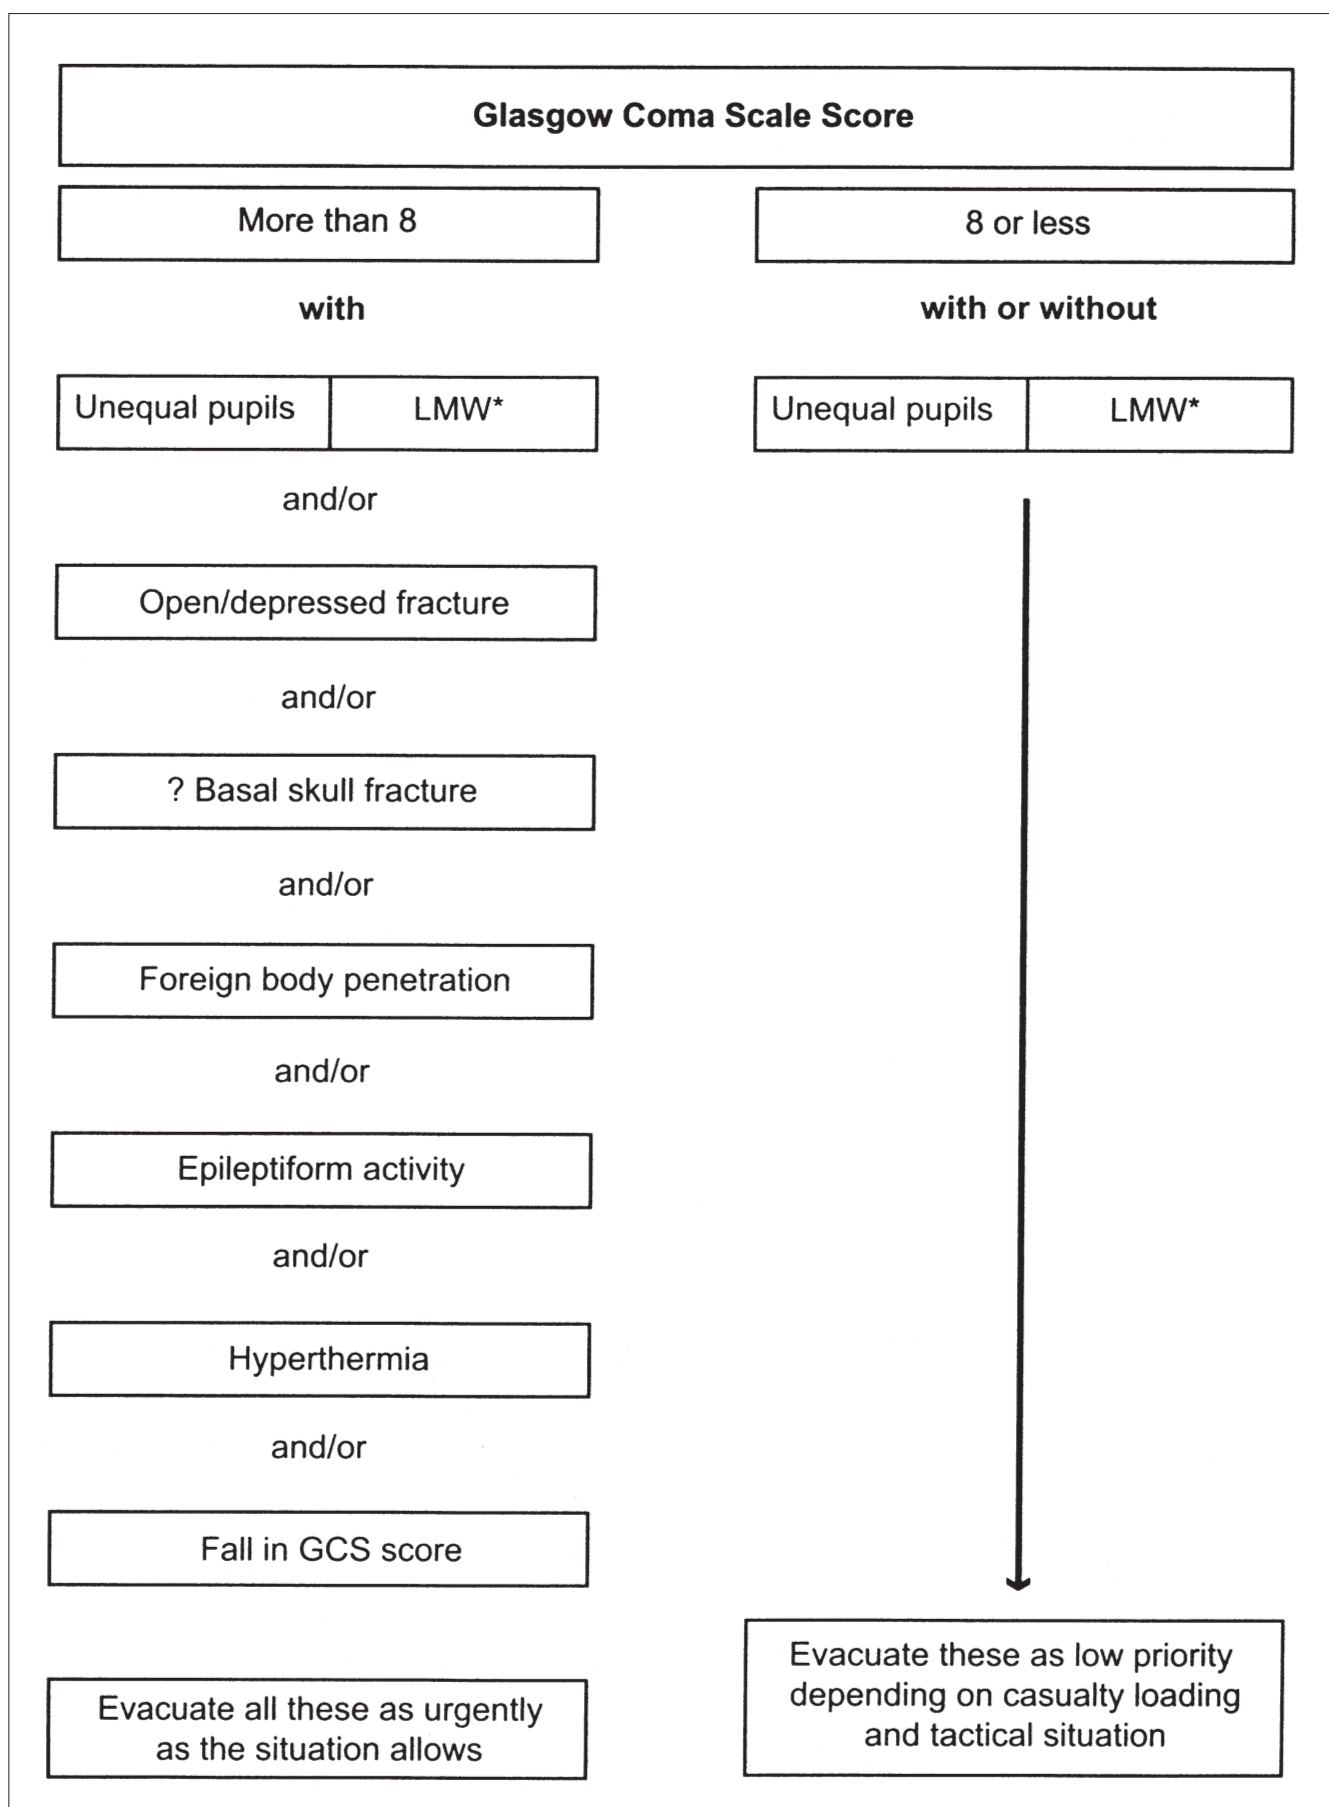 Glasgow Coma Scale Score
More than 8
with
Unequal pupils
LMW*
and/or
Open/depressed fracture
and/or
? Basal skull fracture
and/or
Foreign body penetration
and/or
Epileptiform activity
and/or
Hyperthermia
and/or
Fall in GCS score
Evacuate all these as urgently
as the situation allows
8 or less
with or without
Unequal pupils
LMW*
Evacuate these as low priority
depending on casualty loading
and tactical situation